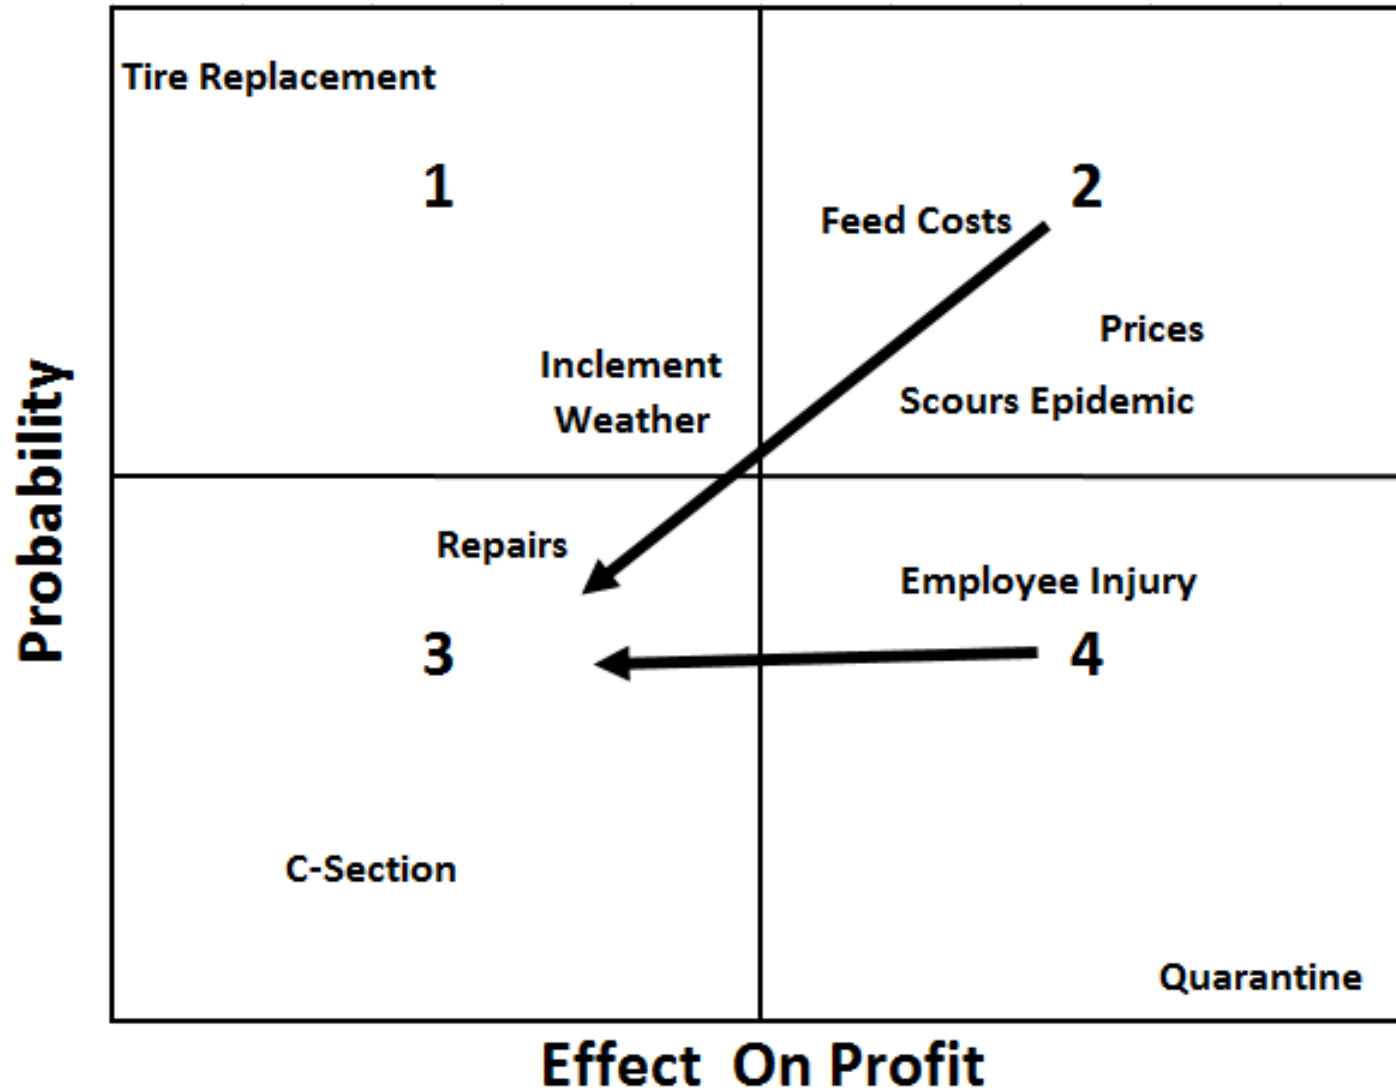 Tire Replacement
1
2
Feed Costs
Prices
Inclement
Weather
Scours Epidemic
Probability
Repairs
Employee Injury
3
4
C-Section
Quarantine
Effect On Profit